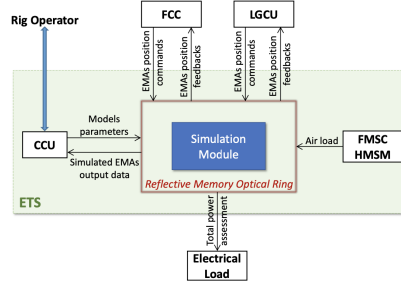 Rig Operator
FCC
LGCU
EMAs position
commands
EMAs position
feedbacks
EMAs position
commands
EMAs position
feedbacks
Models
parameters
CCU
Simulated EMAs
output data
Simulation
Module
Reflective Memory Optical Ring
Air load
FMSC
HMSM
ETS
Total power
assessment
Electrical
Load